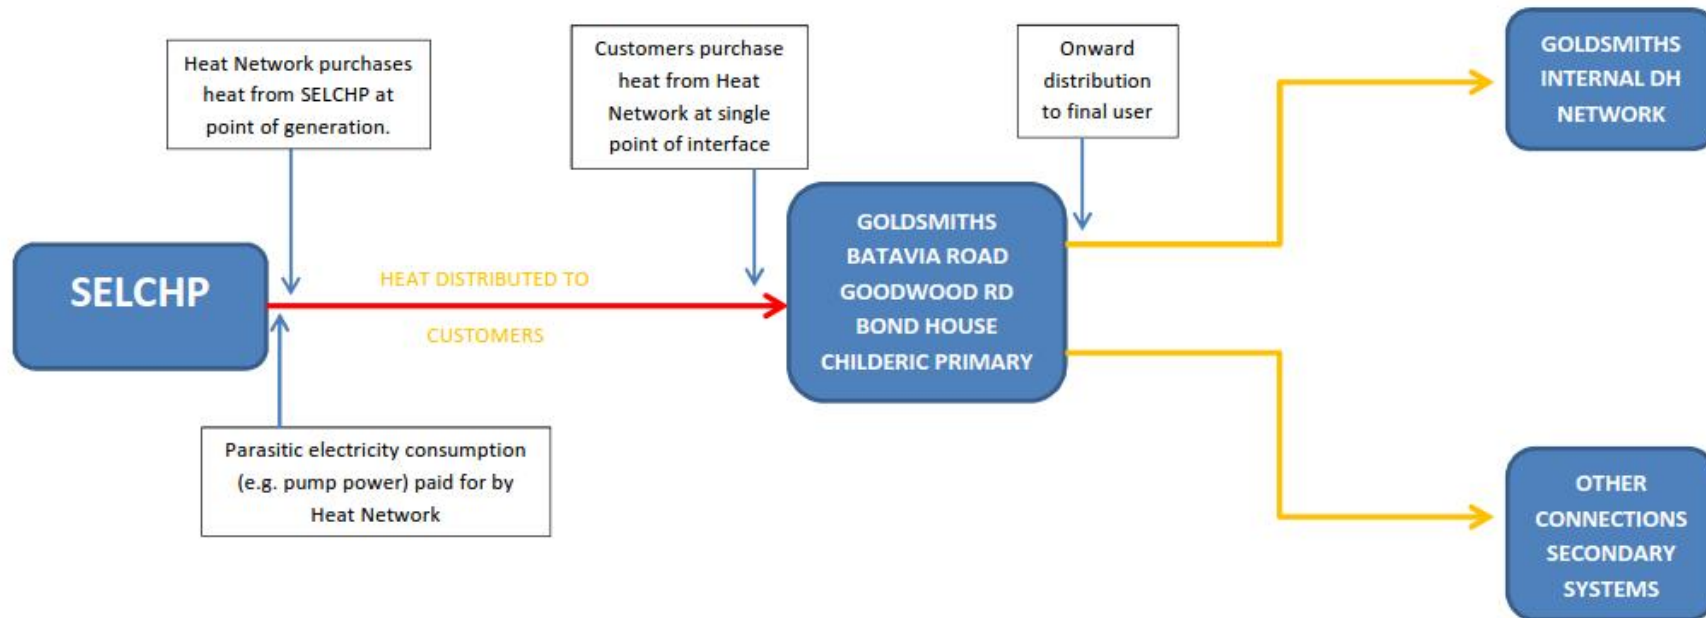 Heat Network purchases
heat from SELCHP at
point of generation.
Customers purchase
heat from Heat
Network at single
point of interface
Onward
distribution
to final user
GOLDSMITHS
INTERNAL DH
NETWORK
SELCHP
HEAT DISTRIBUTED TO
CUSTOMERS
GOLDSMITHS
BATAVIA ROAD
GOODWOOD RD
BOND HOUSE
CHILDERIC PRIMARY
Parasitic electricity consumption
(e.g. pump power) paid for by
Heat Network
OTHER
CONNECTIONS
SECONDARY
SYSTEMS